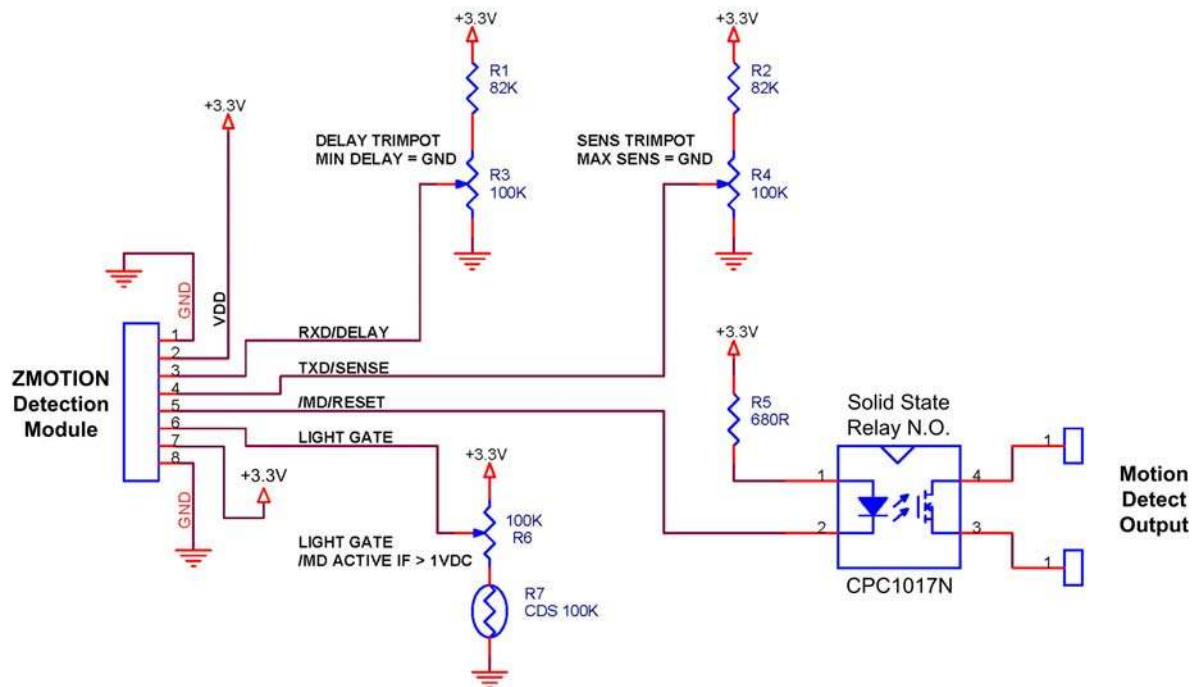 +3.3V
R1
82K
DELAY TRIMPOT
MIN DELAY = GND
R3
100K
+3.3V
R2
82K
SENS TRIMPOT
MAX SENS = GND
R4
100K
+3.3V
GND
VDD
ZMOTION
Detection
Module
1
2
3
4
5
6
7
8
GND
+3.3V
RXD/DELAY
TXD/SENSE
/MD/RESET
LIGHT GATE
+3.3V
100K
R6
LIGHT GATE
/MD ACTIVE IF > 1VDC
R7
CDS 100K
+3.3V
R5
680R
Solid State
Relay N.O.
1
2
4
3
CPC1017N
1
1
Motion
Detect
Output